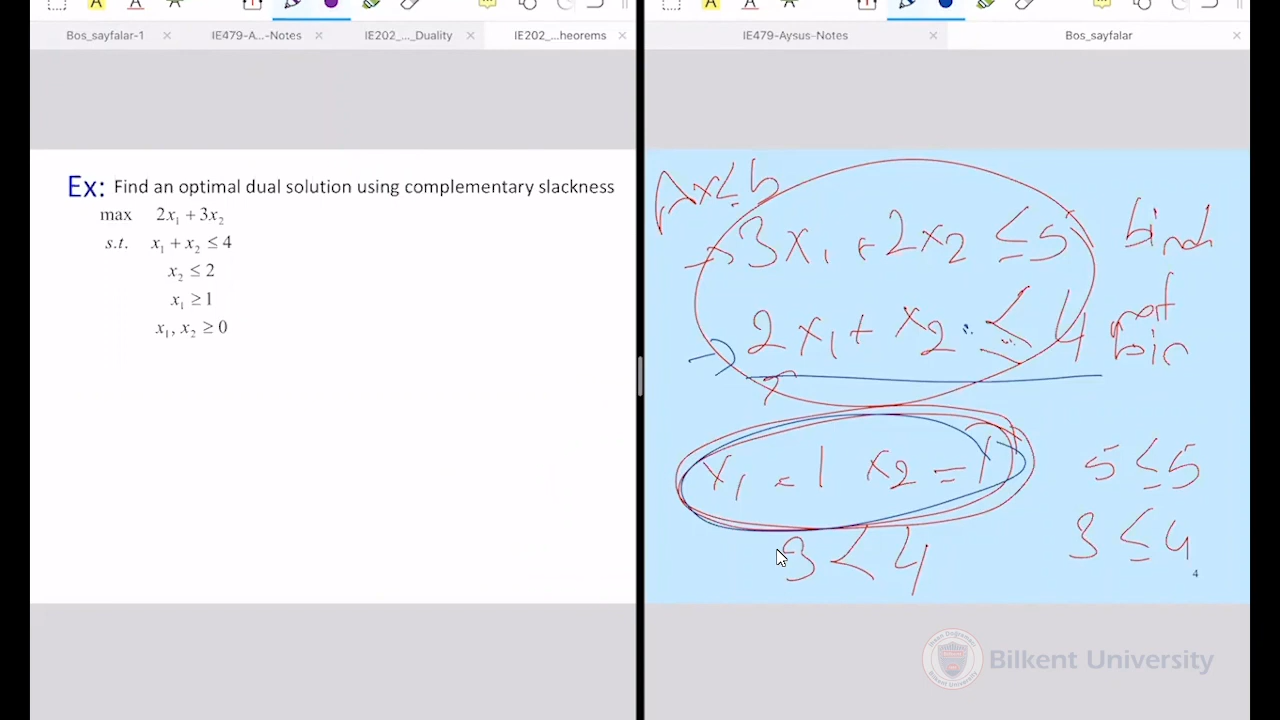 Bos_sayfalar-1
IE479-A...-Notes
IE202_..._Duality
IE202_...heorems
IE479-Aysus-Notes
Bos_sayfalar
Ex: Find an optimal dual solution using complementary slackness
max 2x₁ + 3x₂
s.t. x₁ + x₂ ≤ 4
x₂ ≤ 2
x₁ ≥ 1
x₁, x₂ ≥ 0
Ax ≤ b
3x₁ + 2x₂ ≤ 5
2x₁ + x₂ ≤ 4
not
x₁ = 1 x₂ = 1
5 ≤ 5
3 ≤ 4
3 < 4
4
Bilkent University